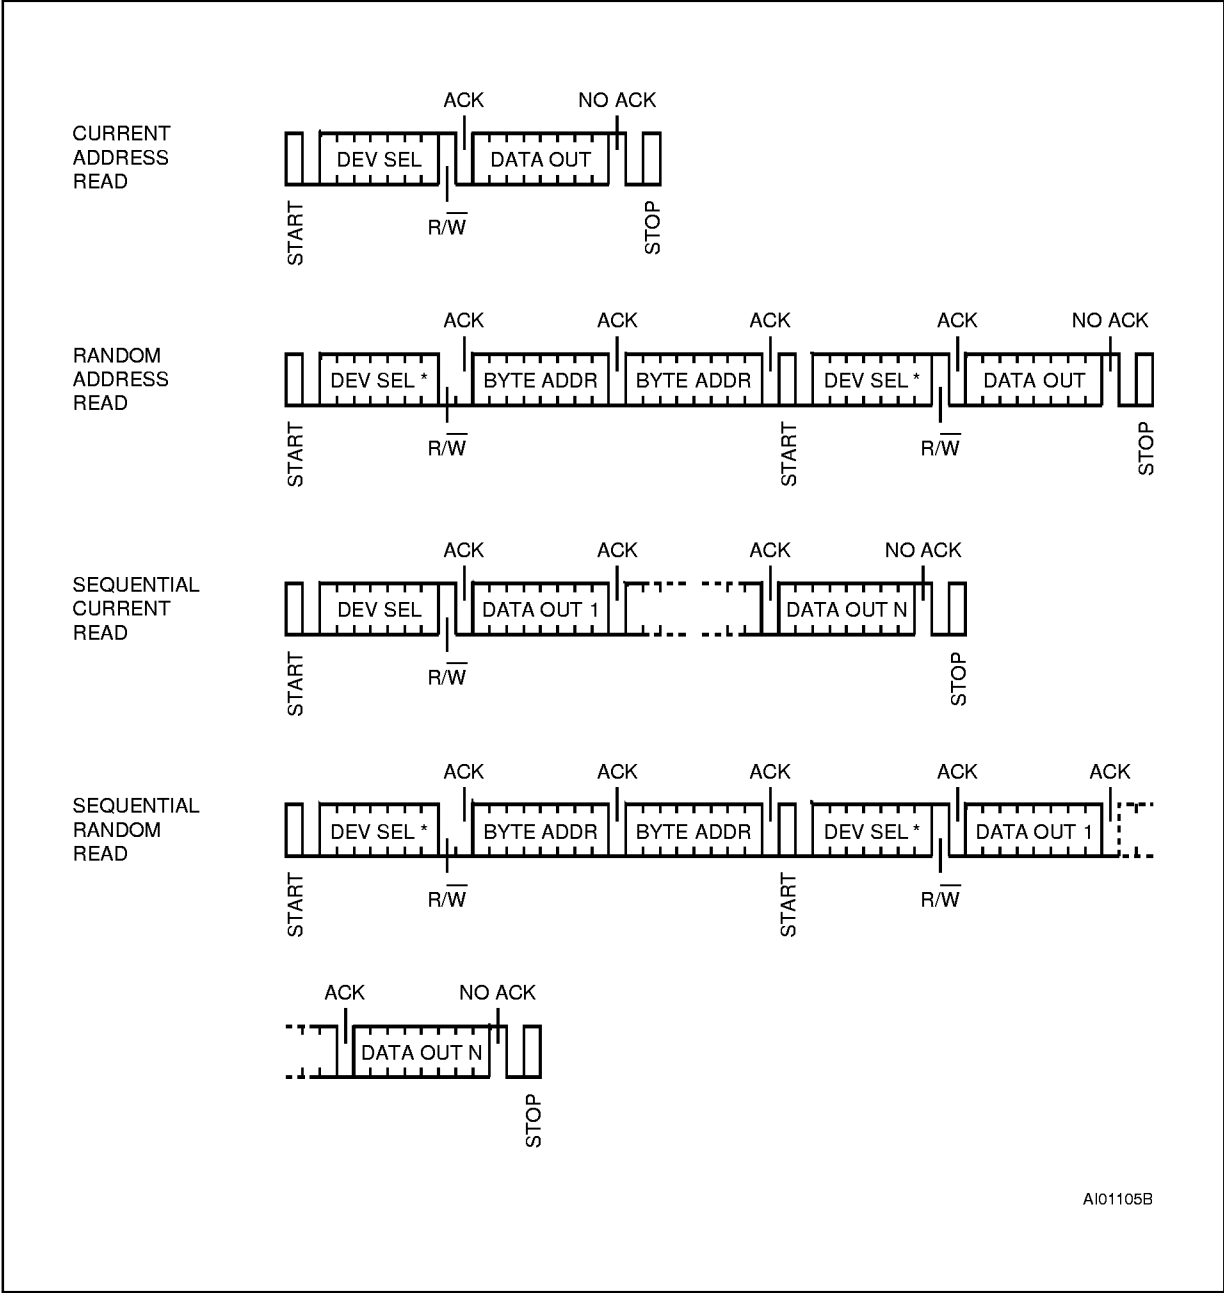 ACK NO ACK
CURRENT
ADDRESS
READ
DEV SEL DATA OUT
START R/W̅ STOP
ACK ACK ACK ACK NO ACK
RANDOM
ADDRESS
READ
DEV SEL * BYTE ADDR BYTE ADDR DEV SEL * DATA OUT
START R/W̅ START R/W̅ STOP
ACK ACK ACK NO ACK
SEQUENTIAL
CURRENT
READ
DEV SEL DATA OUT 1 DATA OUT N
START R/W̅ STOP
ACK ACK ACK ACK ACK
SEQUENTIAL
RANDOM
READ
DEV SEL * BYTE ADDR BYTE ADDR DEV SEL * DATA OUT 1
START R/W̅ START R/W̅
ACK NO ACK
DATA OUT N
STOP
AI01105B